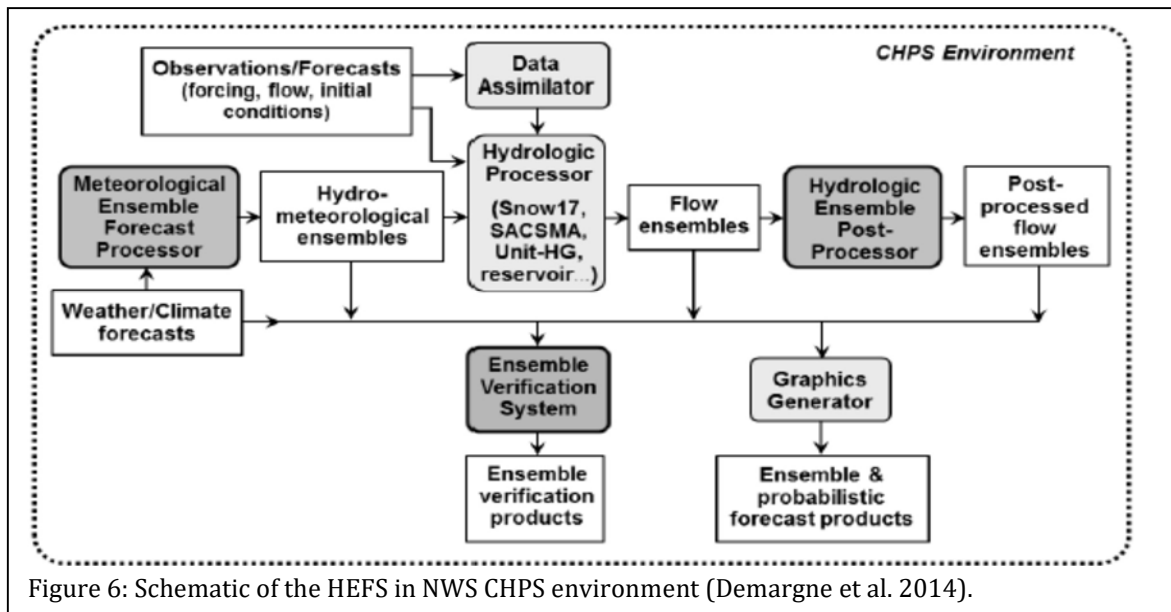 CHPS Environment
Observations/Forecasts
(forcing, flow, initial
conditions)
Data
Assimilator
Meteorological
Ensemble
Forecast
Processor
Hydro-
meteorological
ensembles
Hydrologic
Processor
(Snow17,
SACSMA,
Unit-HG,
reservoir...)
Flow
ensembles
Hydrologic
Ensemble
Post-
Processor
Post-
processed
flow
ensembles
Weather/Climate
forecasts
Ensemble
Verification
System
Graphics
Generator
Ensemble
verification
products
Ensemble &
probabilistic
forecast products
Figure 6: Schematic of the HEFS in NWS CHPS environment (Demargne et al. 2014).